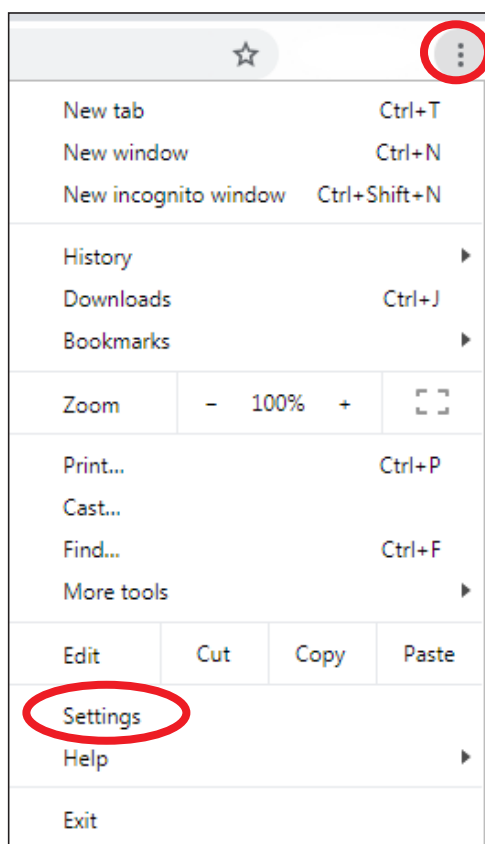 New tab Ctrl+T
New window Ctrl+N
New incognito window Ctrl+Shift+N
History
Downloads Ctrl+J
Bookmarks
Zoom - 100% +
Print... Ctrl+P
Cast...
Find... Ctrl+F
More tools
Edit Cut Copy Paste
Settings
Help
Exit